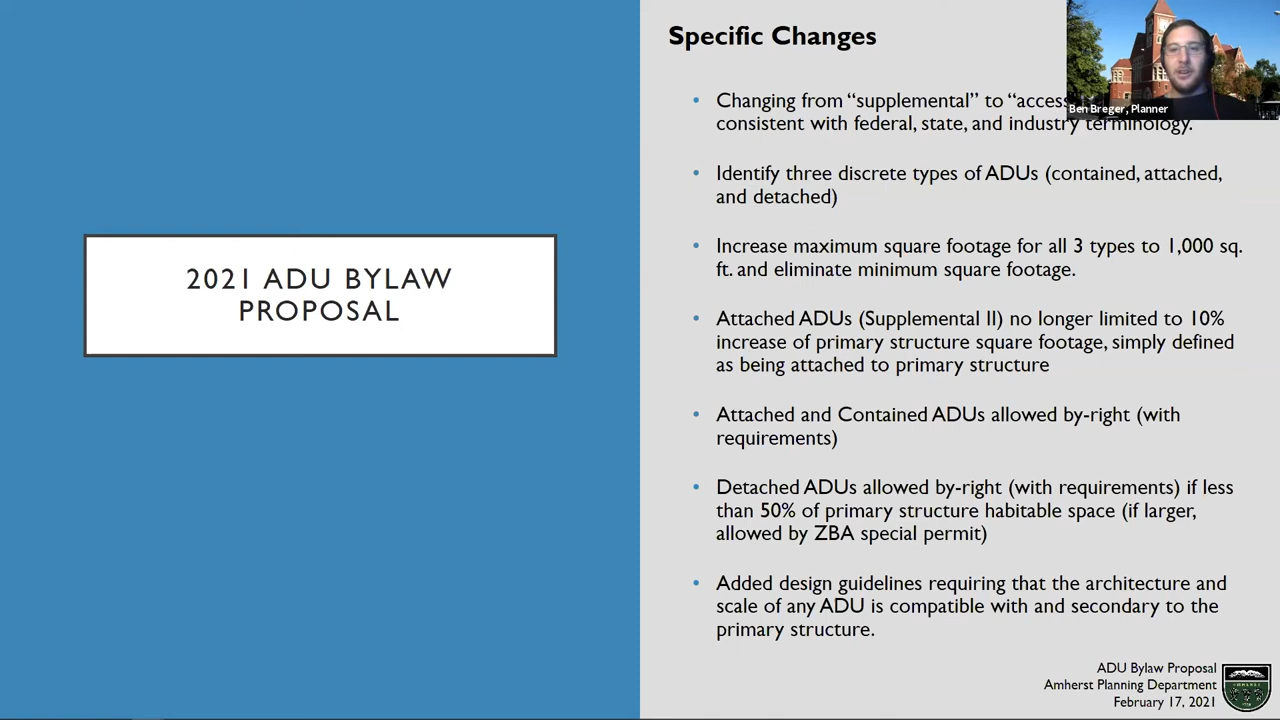 2021 ADU BYLAW
PROPOSAL
Specific Changes
Ben Breger, Planner
• Changing from “supplemental” to
consistent with federal, state, and industry terminology.
• Identify three discrete types of ADUs (contained, attached,
and detached)
• Increase maximum square footage for all 3 types to 1,000 sq.
ft. and eliminate minimum square footage.
• Attached ADUs (Supplemental II) no longer limited to 10%
increase of primary structure square footage, simply defined
as being attached to primary structure
• Attached and Contained ADUs allowed by-right (with
requirements)
• Detached ADUs allowed by-right (with requirements) if less
than 50% of primary structure habitable space (if larger,
allowed by ZBA special permit)
• Added design guidelines requiring that the architecture and
scale of any ADU is compatible with and secondary to the
primary structure.
ADU Bylaw Proposal
Amherst Planning Department
February 17, 2021